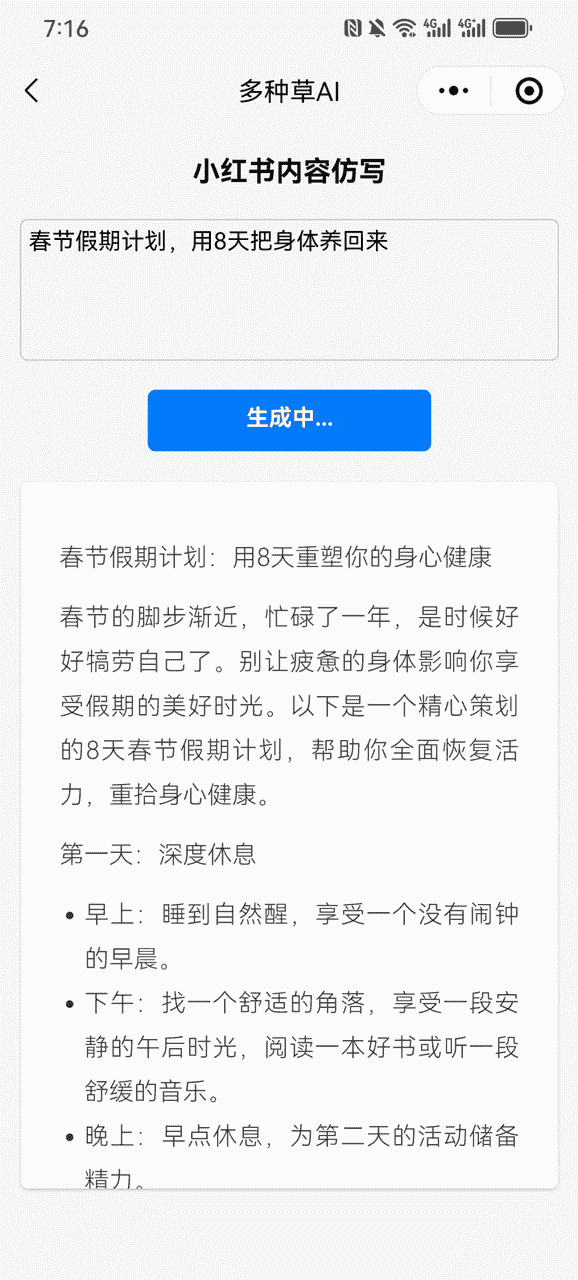 7:16
4G 4G
多种草AI
小红书内容仿写
春节假期计划，用8天把身体养回来
生成中...
春节假期计划：用8天重塑你的身心健康
春节的脚步渐近，忙碌了一年，是时候好
好犒劳自己了。别让疲惫的身体影响你享
受假期的美好时光。以下是一个精心策划
的8天春节假期计划，帮助你全面恢复活
力，重拾身心健康。
第一天：深度休息
• 早上：睡到自然醒，享受一个没有闹钟
的早晨。
• 下午：找一个舒适的角落，享受一段安
静的午后时光，阅读一本好书或听一段
舒缓的音乐。
• 晚上：早点休息，为第二天的活动储备
精力。